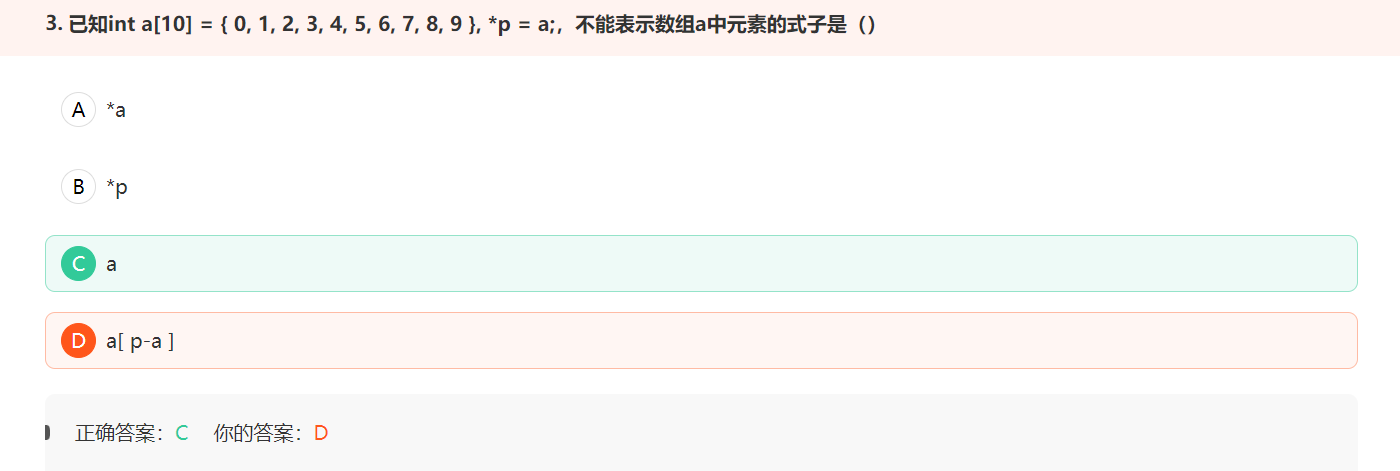 3. 已知int a[10] = { 0, 1, 2, 3, 4, 5, 6, 7, 8, 9 }, *p = a;，不能表示数组a中元素的式子是（）
A *a
B *p
C a
D a[ p-a ]
正确答案：C 你的答案：D